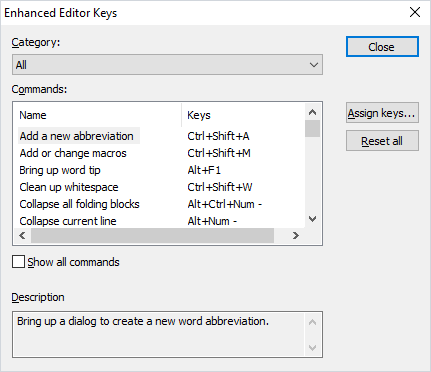 Enhanced Editor Keys
Category:
Close
All
Commands:
Name Keys
Assign keys...
Add a new abbreviation Ctrl+Shift+A
Reset all
Add or change macros Ctrl+Shift+M
Bring up word tip Alt+F1
Clean up whitespace Ctrl+Shift+W
Collapse all folding blocks Alt+Ctrl+Num -
Collapse current line Alt+Num -
Show all commands
Description
Bring up a dialog to create a new word abbreviation.